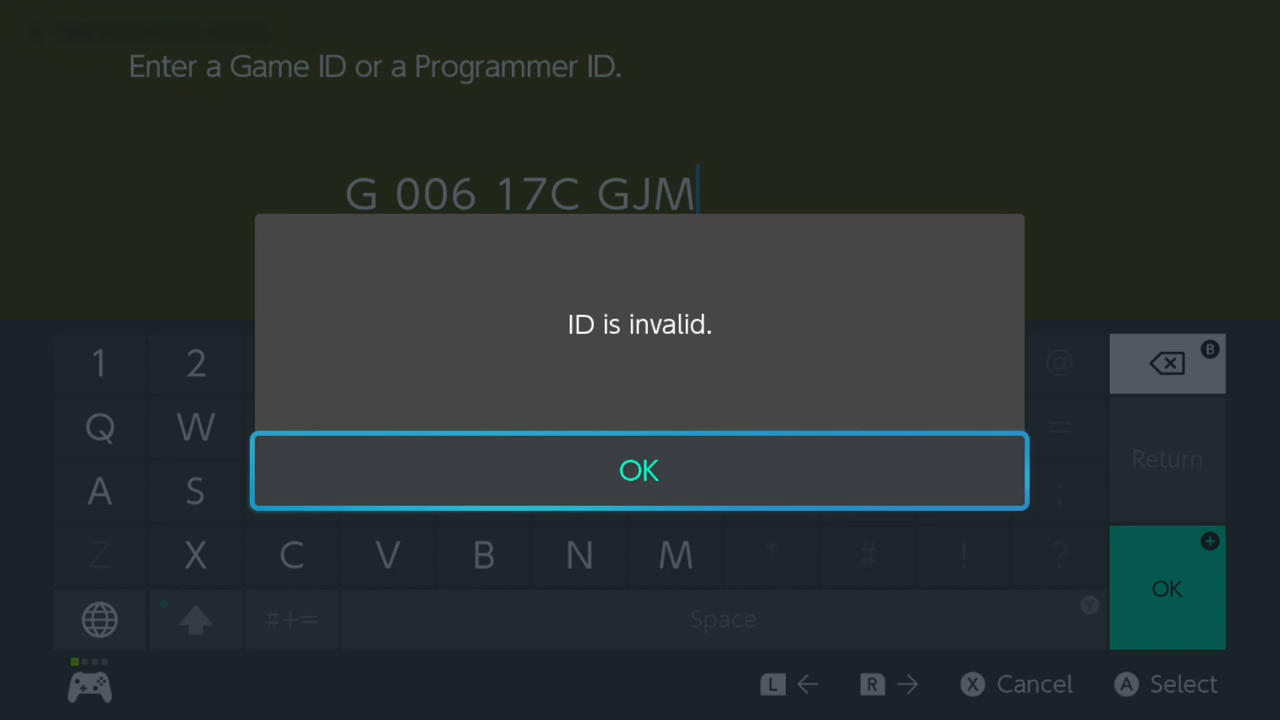 Enter a Game ID or a Programmer ID.
G 006 17C GJM
ID is invalid.
OK
1 2 @ B
Q W = Return
A S ;
Z X C V B N M * # ! ? + OK
#+= Space Y
L ← R → X Cancel A Select